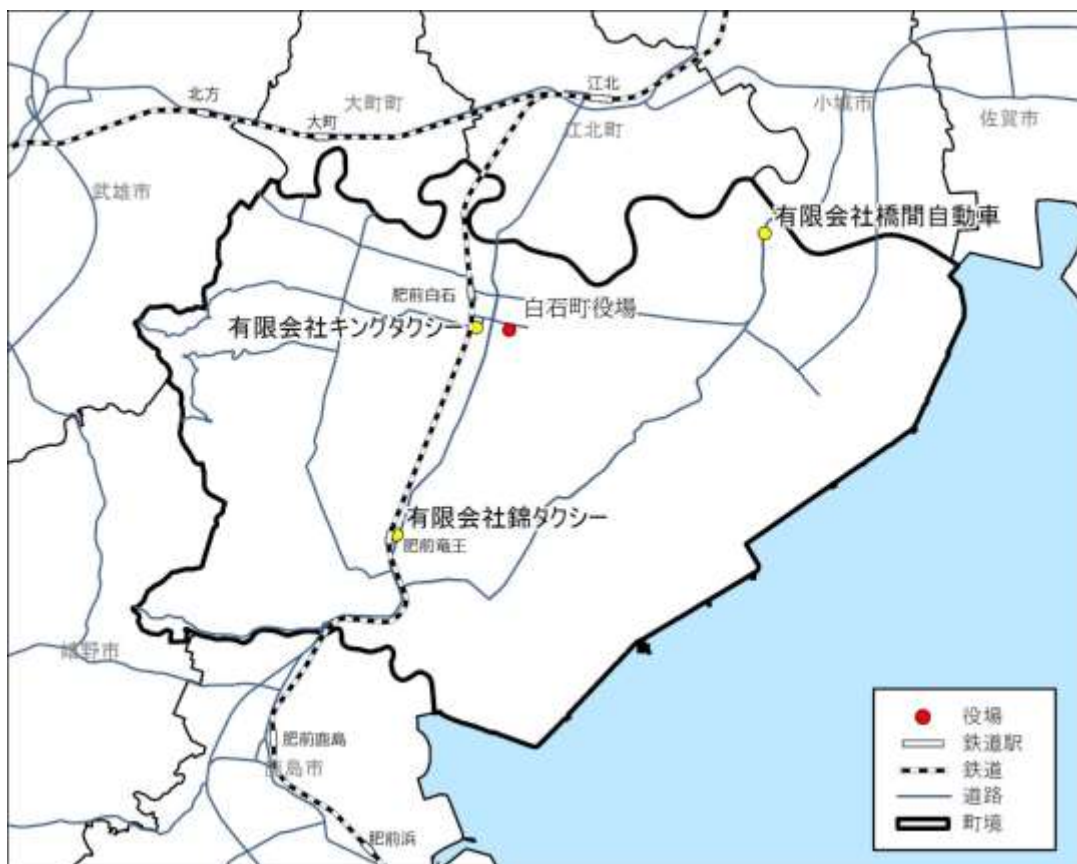 江北
北方
大町町
小城市
佐賀市
大町
江北町
武雄市
有限会社橋間自動車
肥前白石
白石町役場
有限会社キングタクシー
有限会社錦タクシー
肥前竜王
嬉野市
肥前鹿島
鹿島市
肥前浜
役場
鉄道駅
鉄道
道路
町境